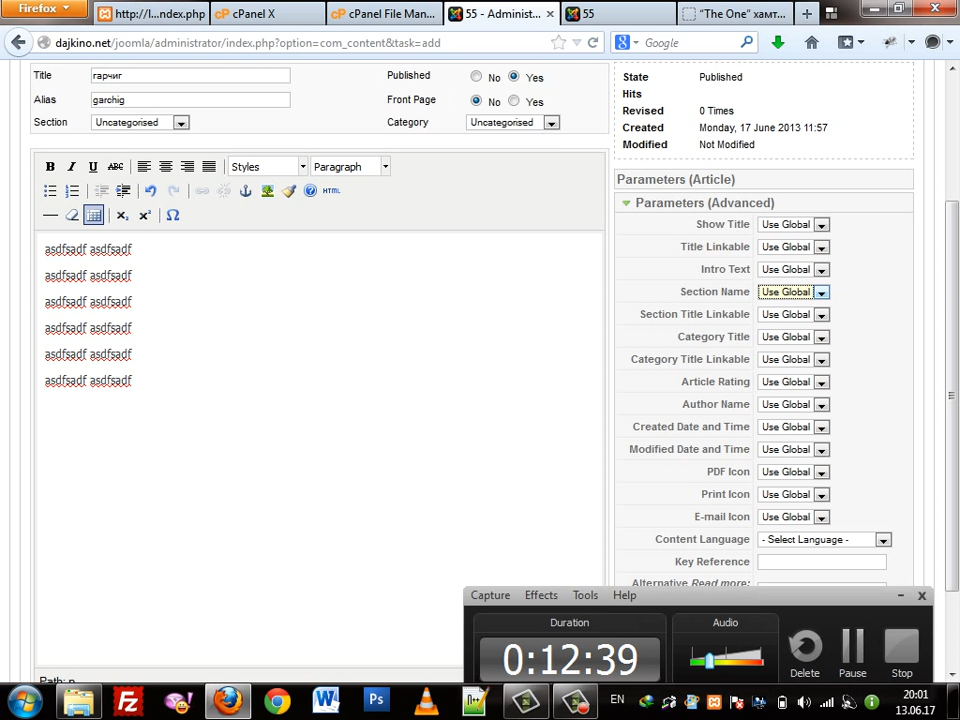 Firefox
http://l...ndex.php
cPanel X
cPanel File Man...
55 - Administ...
55
"The One" хамт...
dajkino.net/joomla/administrator/index.php?option=com_content&task=add
Google
Title
гарчиг
Published
No
Yes
Alias
garchig
Front Page
No
Yes
Section
Uncategorised
Category
Uncategorised
State
Published
Hits
Revised
0 Times
Created
Monday, 17 June 2013 11:57
Modified
Not Modified
B I U ABC
Styles
Paragraph
HTML
asdfsadf asdfsadf
asdfsadf asdfsadf
asdfsadf asdfsadf
asdfsadf asdfsadf
asdfsadf asdfsadf
asdfsadf asdfsadf
Path: p
Parameters (Article)
Parameters (Advanced)
Show Title
Use Global
Title Linkable
Use Global
Intro Text
Use Global
Section Name
Use Global
Section Title Linkable
Use Global
Category Title
Use Global
Category Title Linkable
Use Global
Article Rating
Use Global
Author Name
Use Global
Created Date and Time
Use Global
Modified Date and Time
Use Global
PDF Icon
Use Global
Print Icon
Use Global
E-mail Icon
Use Global
Content Language
- Select Language -
Key Reference
Alternative Read more:
Capture Effects Tools Help
Duration
0:12:39
Audio
Delete
Pause
Stop
EN
20:01
13.06.17